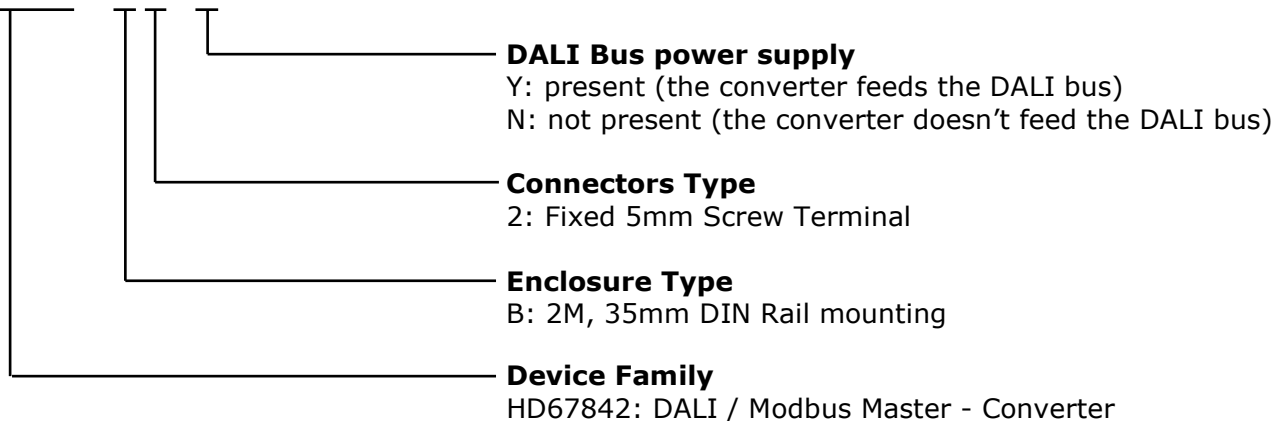 DALI Bus power supply
Y: present (the converter feeds the DALI bus)
N: not present (the converter doesn’t feed the DALI bus)
Connectors Type
2: Fixed 5mm Screw Terminal
Enclosure Type
B: 2M, 35mm DIN Rail mounting
Device Family
HD67842: DALI / Modbus Master - Converter